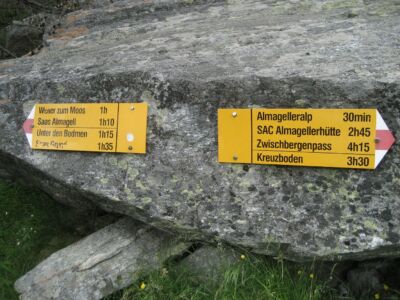 Weiler zum Moos 1h
Saas Almagell 1h10
Unter den Bodmen 1h15
1h35
Almagelleralp 30min
SAC Almagellerhütte 2h45
Zwischbergenpass 4h15
Kreuzboden 3h30